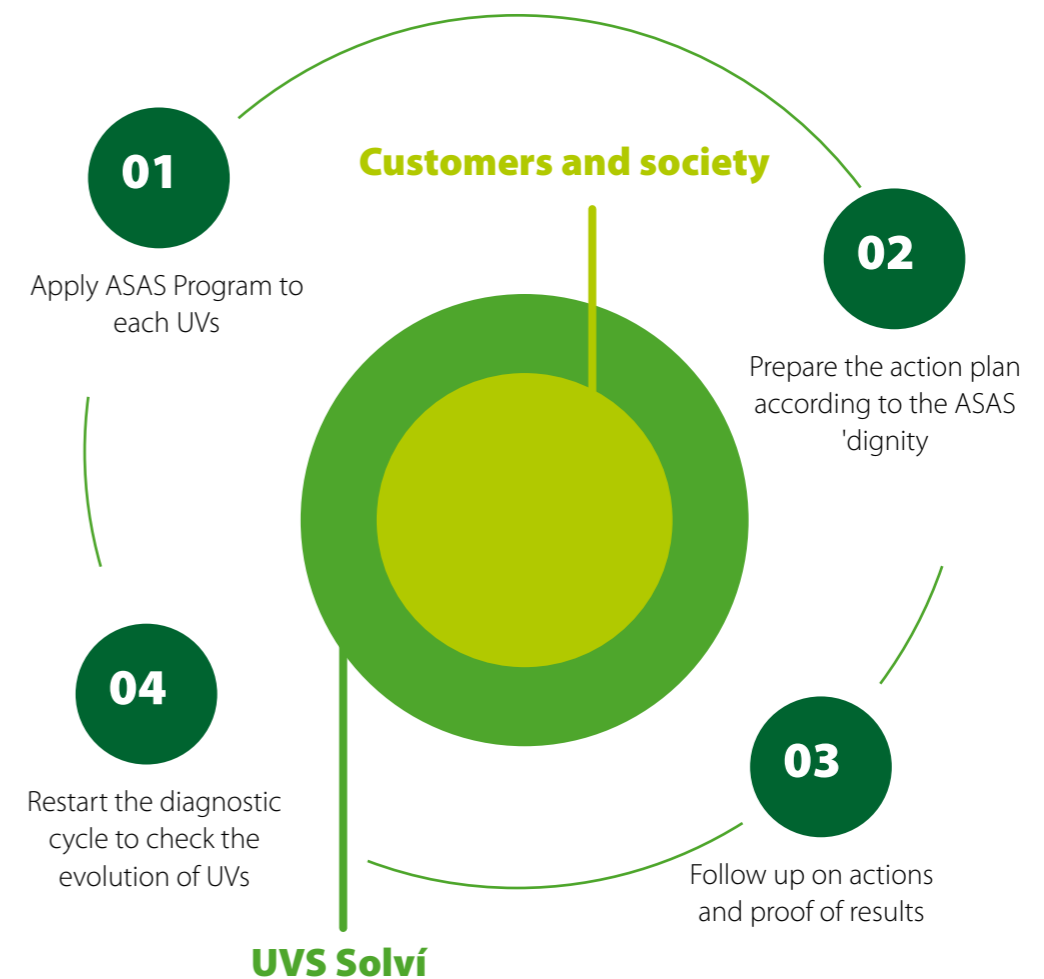 01
Apply ASAS Program to
each UVs
Customers and society
02
Prepare the action plan
according to the ASAS
'dignity
03
Follow up on actions
and proof of results
04
Restart the diagnostic
cycle to check the
evolution of UVs
UVS Solví